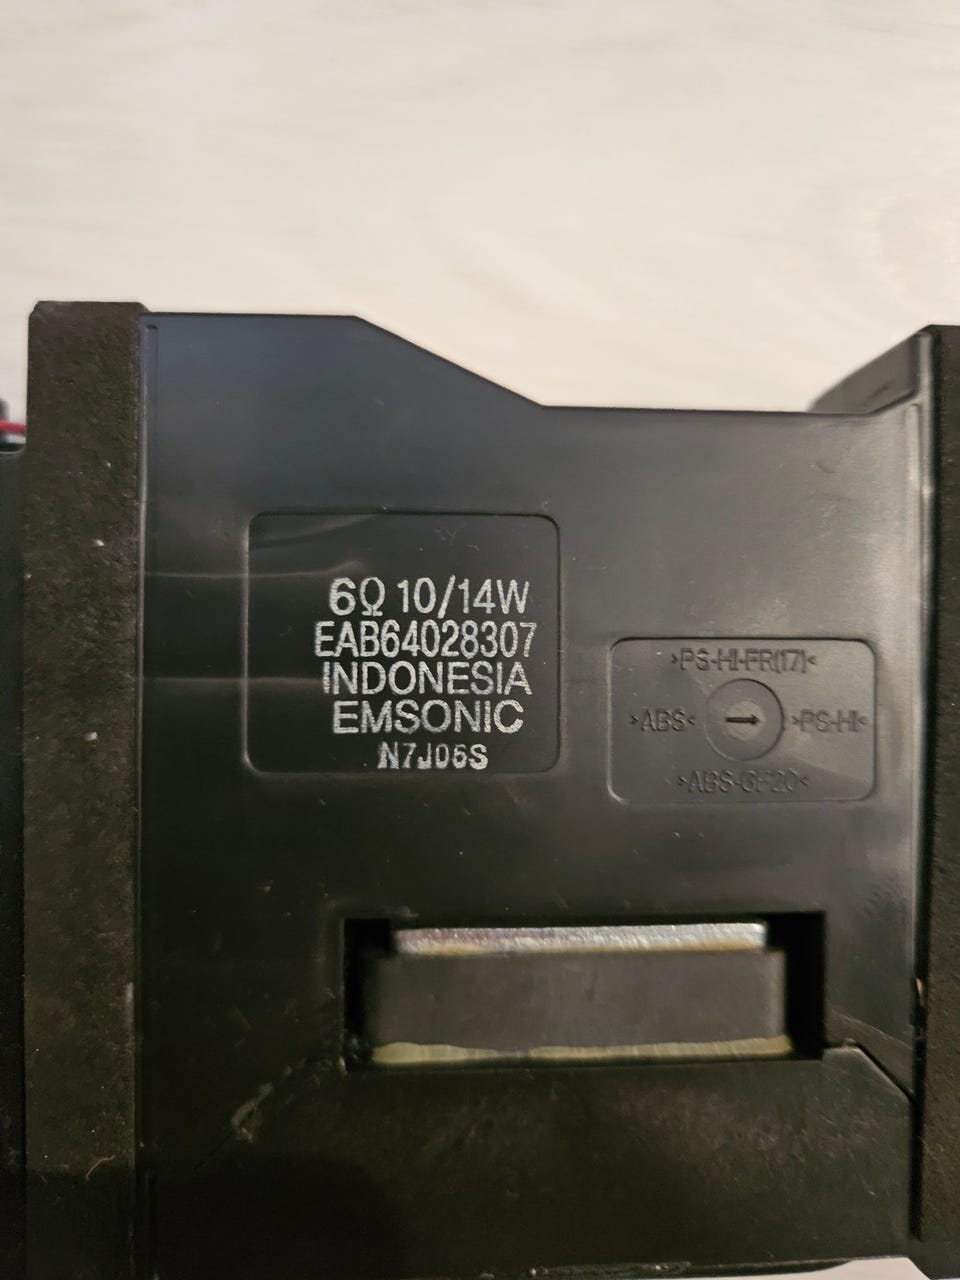 6Ω 10/14W
EAB64028307
INDONESIA
EMSONIC
N7J06S
>PS-HI-FR(17)<
>ABS<
>PS-HI<
>ABS-GF20<